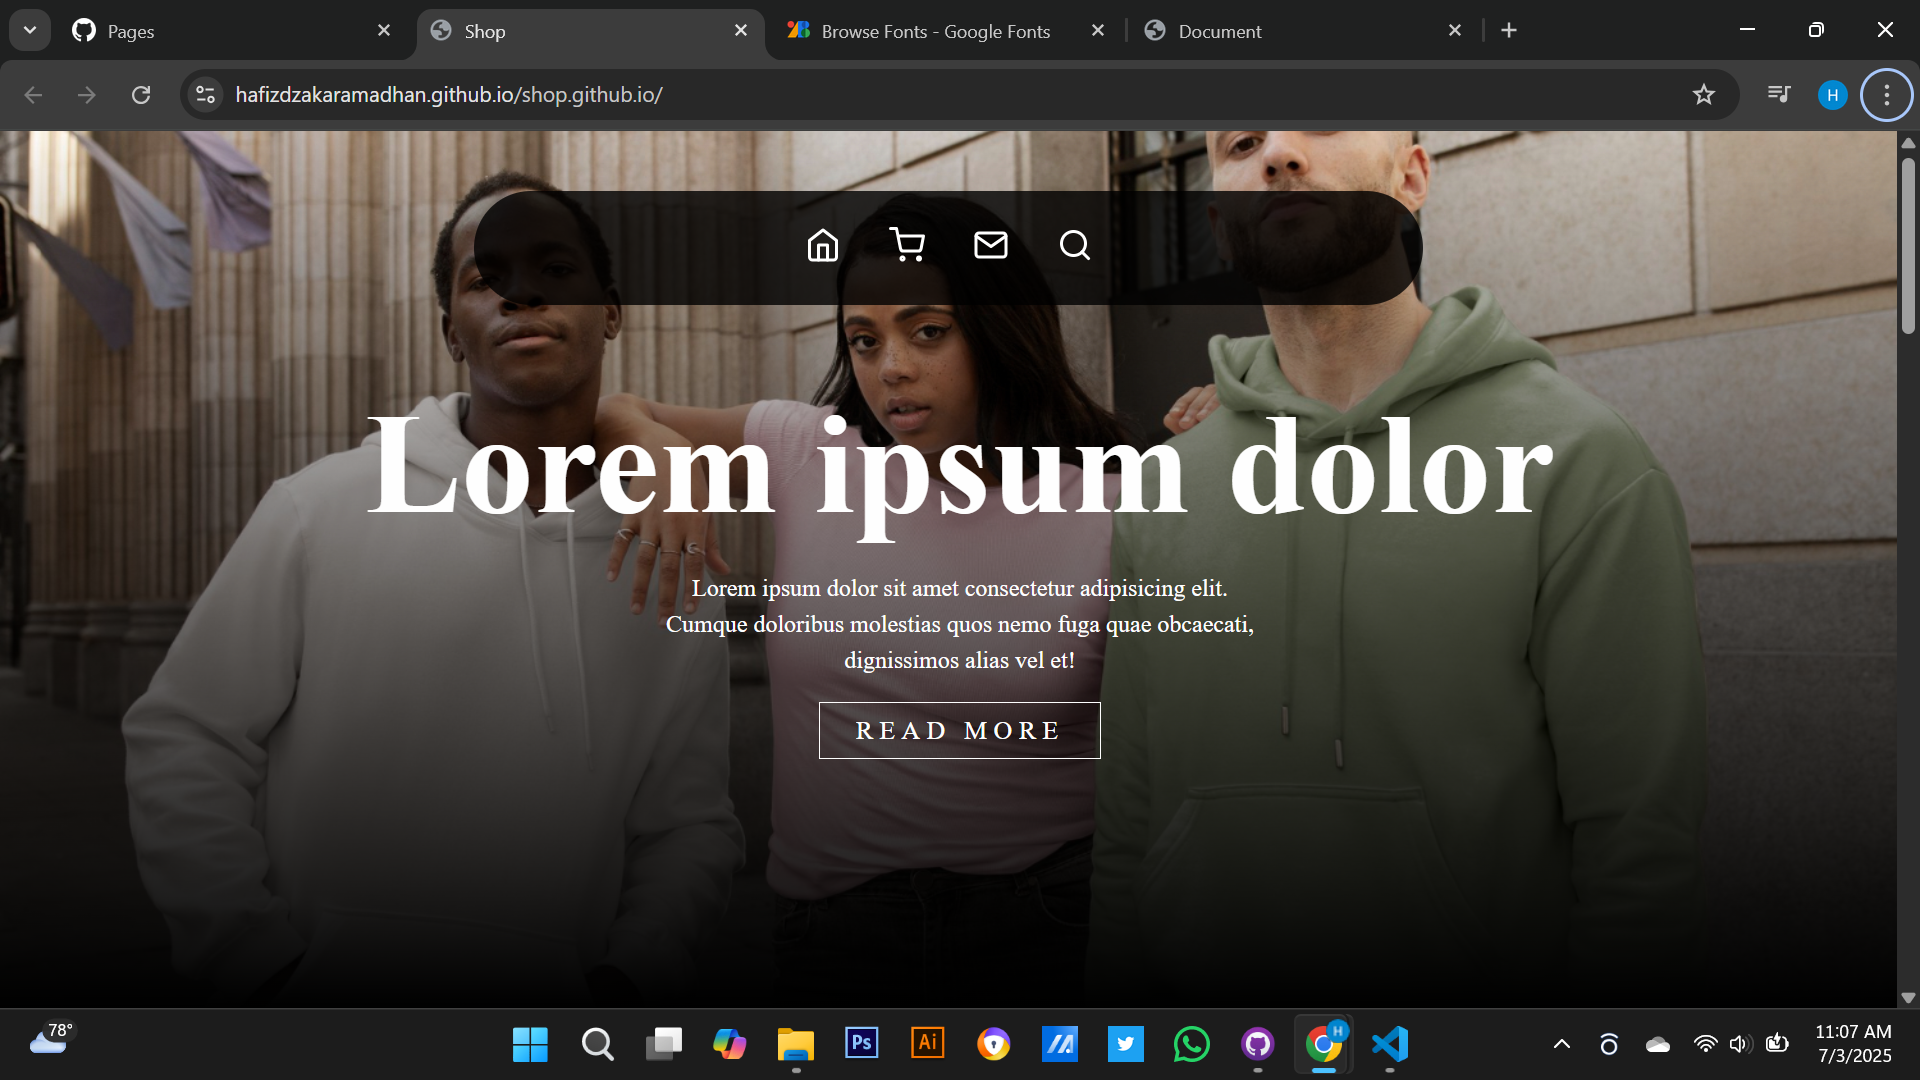 Pages
Shop
Browse Fonts - Google Fonts
Document
hafizdzakaramadhan.github.io/shop.github.io/
H
Lorem ipsum dolor
Lorem ipsum dolor sit amet consectetur adipisicing elit.
Cumque doloribus molestias quos nemo fuga quae obcaecati,
dignissimos alias vel et!
READ MORE
78°
Ps
Ai
H
11:07 AM
7/3/2025